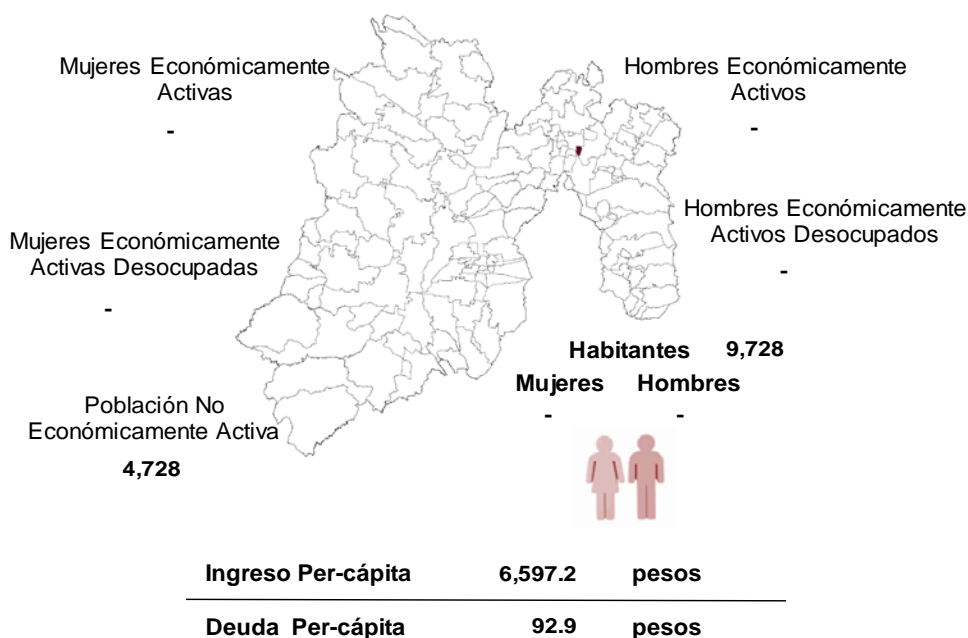 Mujeres Económicamente
Activas
-
Hombres Económicamente
Activos
-
Mujeres Económicamente
Activas Desocupadas
-
Hombres Económicamente
Activos Desocupados
-
Habitantes 9,728
Mujeres Hombres
- -
Población No
Económicamente Activa
4,728
Ingreso Per-cápita 6,597.2 pesos
Deuda Per-cápita 92.9 pesos